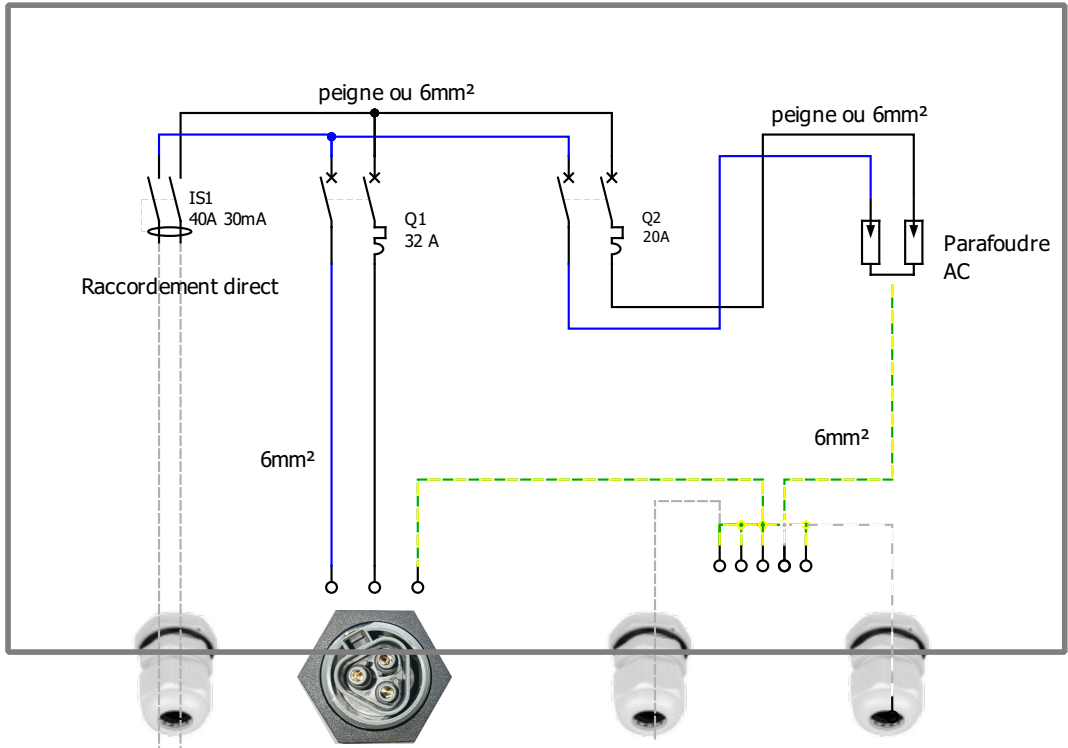 peigne ou 6mm²
peigne ou 6mm²
IS1
40A 30mA
Q1
32 A
Q2
20A
Parafoudre
AC
Raccordement direct
6mm²
6mm²